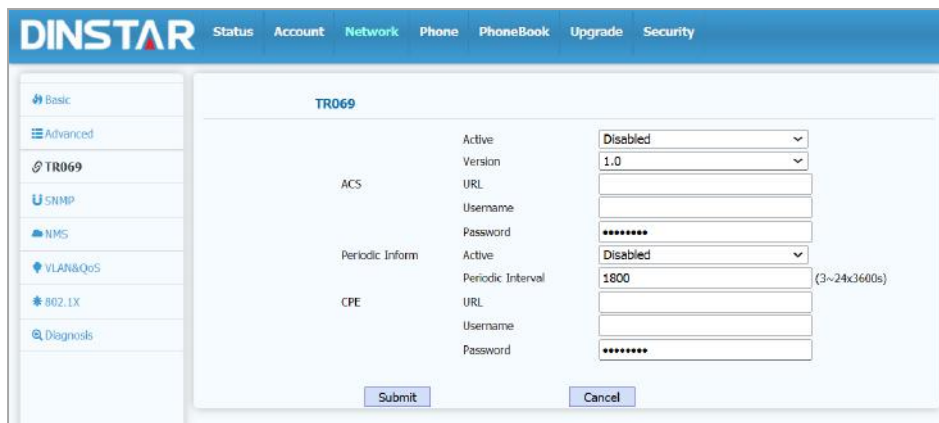 DINSTAR Status Account Network Phone PhoneBook Upgrade Security
Basic
Advanced
TR069
SNMP
NMS
VLAN&QoS
802.1X
Diagnosis
TR069
Active Disabled
Version 1.0
ACS URL
Username
Password ••••••••
Periodic Inform Active Disabled
Periodic Interval 1800 (3~24x3600s)
CPE URL
Username
Password ••••••••
Submit Cancel